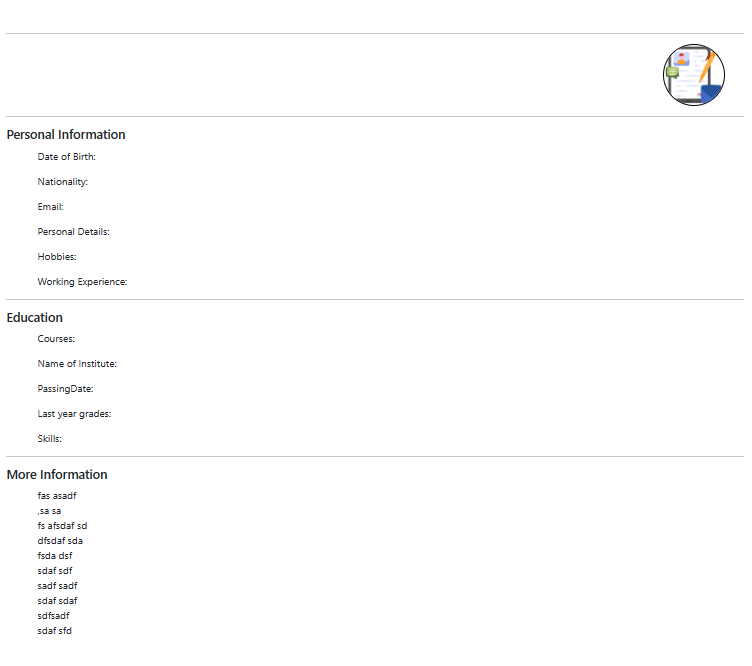 Personal Information
Date of Birth:
Nationality:
Email:
Personal Details:
Hobbies:
Working Experience:
Education
Courses:
Name of Institute:
PassingDate:
Last year grades:
Skills:
More Information
fas asadf
,sa sa
fs afsdaf sd
dfsdaf sda
fsda dsf
sdaf sdf
sadf sadf
sdaf sdaf
sdfsadf
sdaf sfd